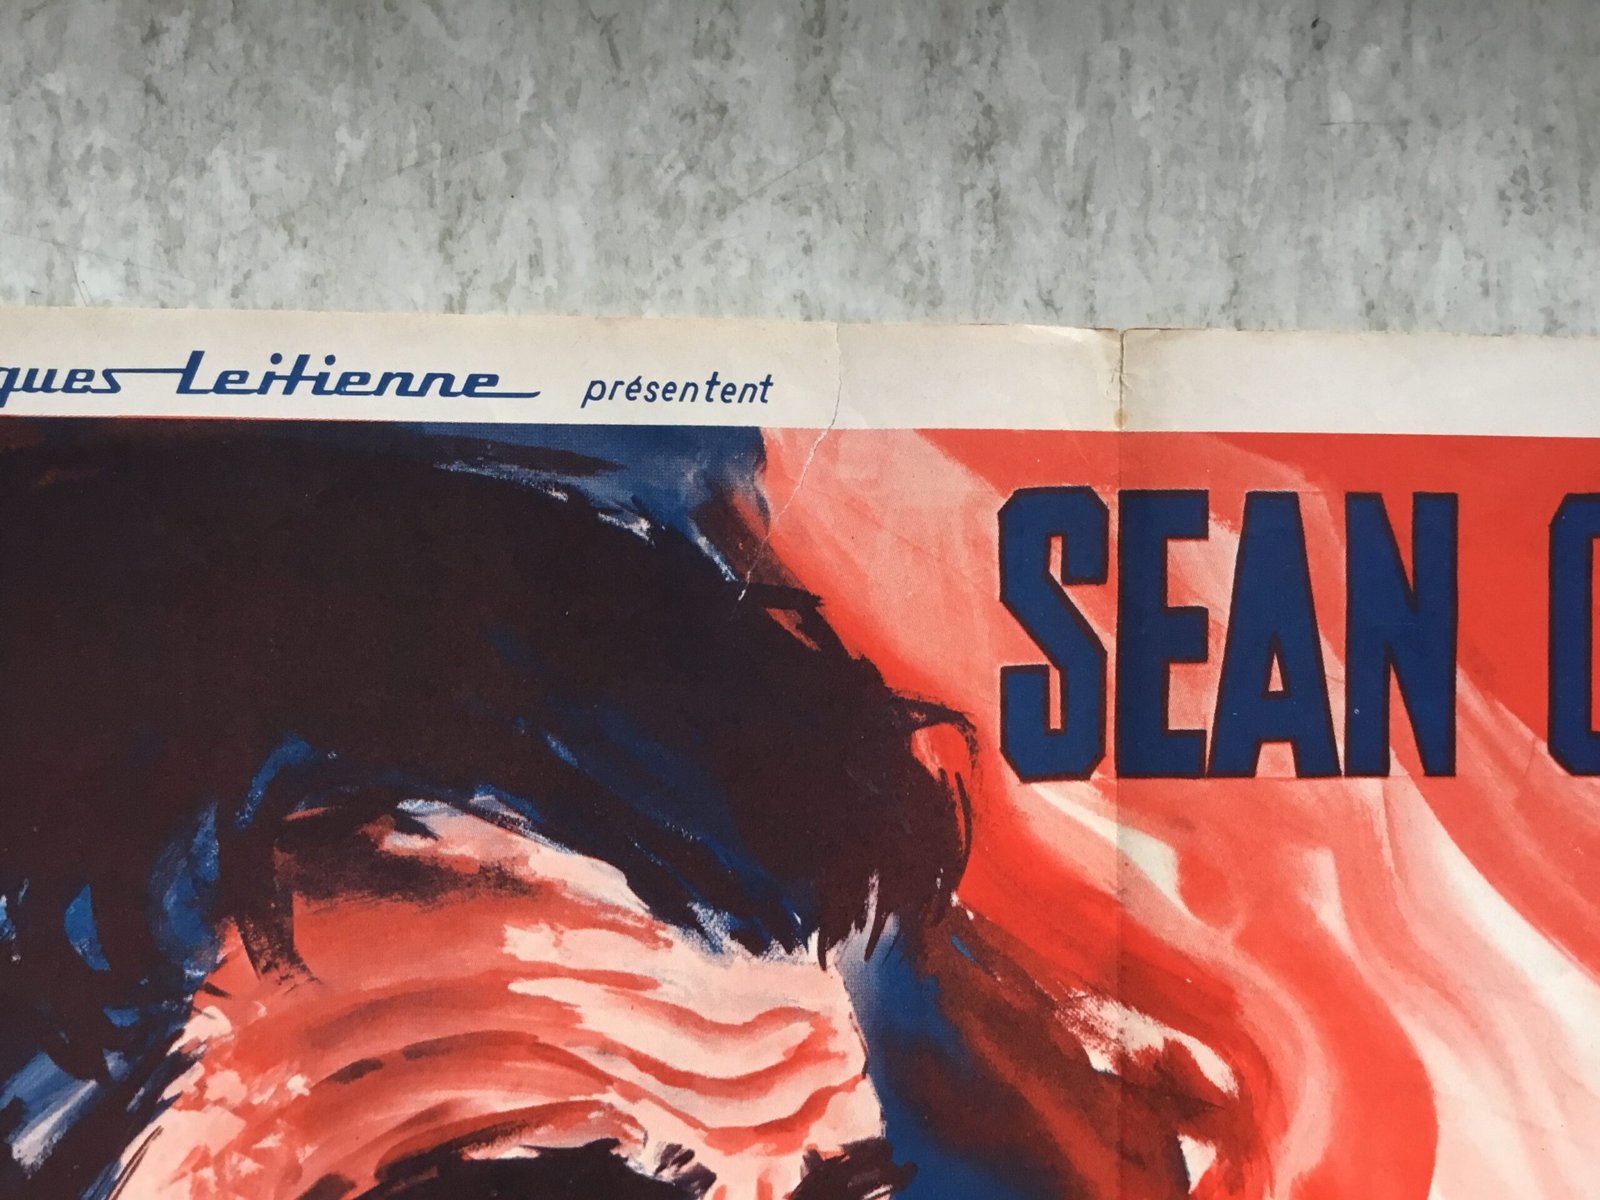 ques Leitienne présentent
SEAN